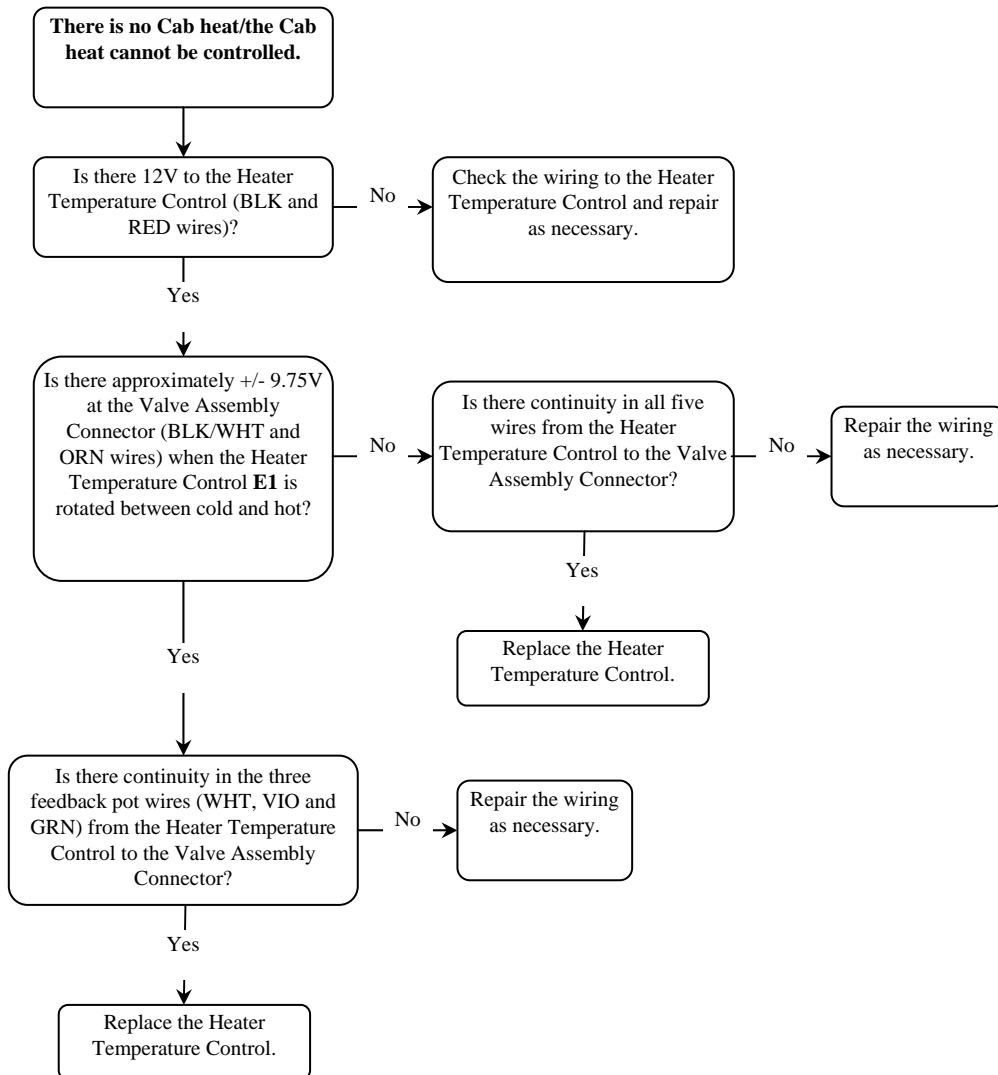 There is no Cab heat/the Cab
heat cannot be controlled.
Is there 12V to the Heater
Temperature Control (BLK and
RED wires)?
No
Check the wiring to the Heater
Temperature Control and repair
as necessary.
Yes
Is there approximately +/- 9.75V
at the Valve Assembly
Connector (BLK/WHT and
ORN wires) when the Heater
Temperature Control E1 is
rotated between cold and hot?
No
Is there continuity in all five
wires from the Heater
Temperature Control to the Valve
Assembly Connector?
No
Repair the wiring
as necessary.
Yes
Replace the Heater
Temperature Control.
Yes
Is there continuity in the three
feedback pot wires (WHT, VIO and
GRN) from the Heater Temperature
Control to the Valve Assembly
Connector?
No
Repair the wiring
as necessary.
Yes
Replace the Heater
Temperature Control.